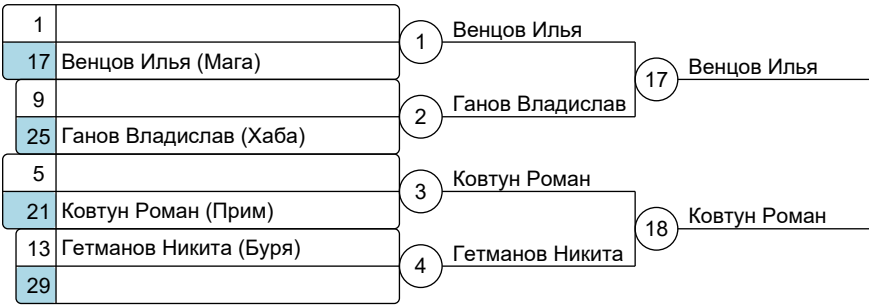 1
17 Венцов Илья (Мага)
1
Венцов Илья
9
25 Ганов Владислав (Хаба)
2
Ганов Владислав
17
Венцов Илья
5
21 Ковтун Роман (Прим)
3
Ковтун Роман
13 Гетманов Никита (Буря)
29
4
Гетманов Никита
18
Ковтун Роман